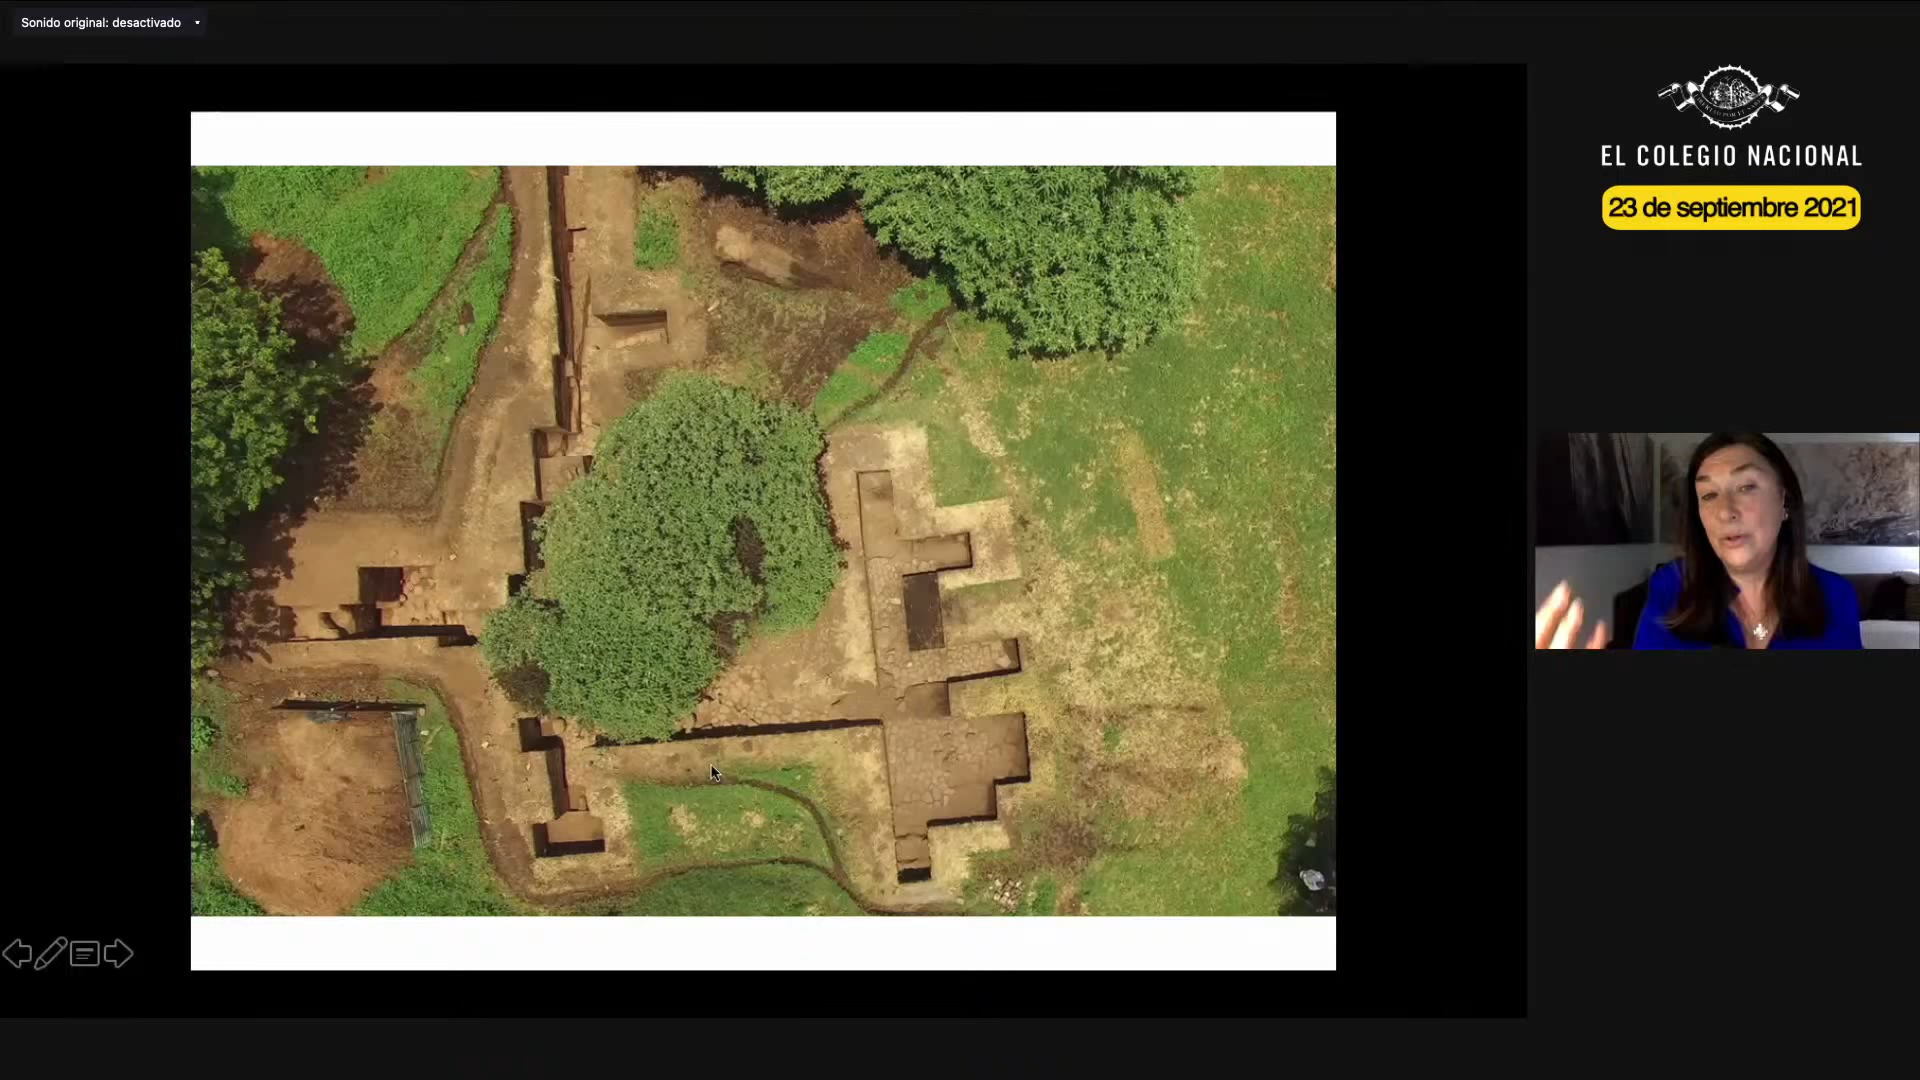 Sonido original: desactivado
EL COLEGIO NACIONAL
23 de septiembre 2021